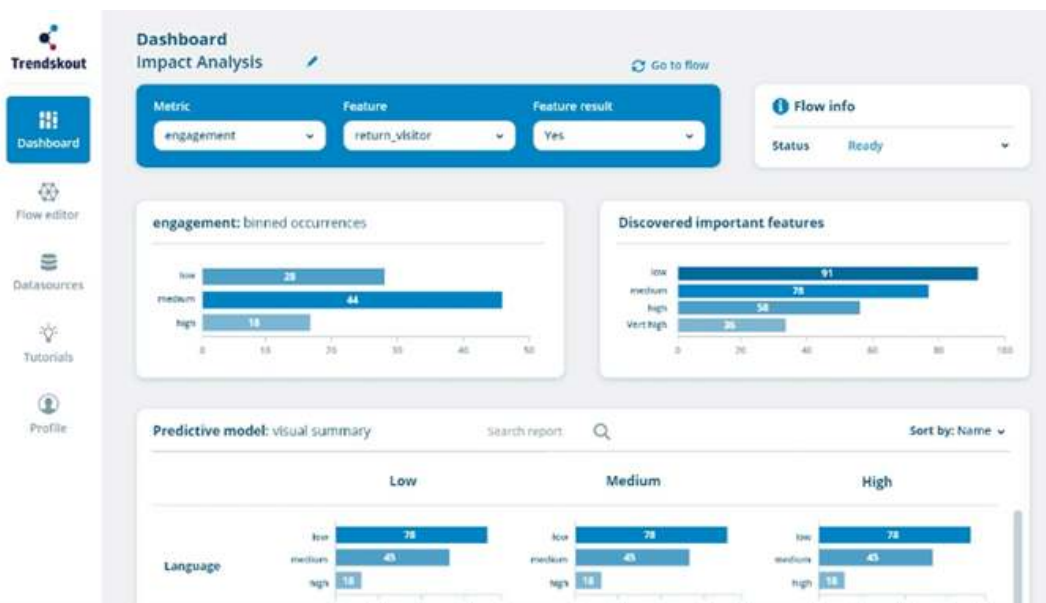 Trendskout
Dashboard
Flow editor
Datasources
Tutorials
Profile
Dashboard
Impact Analysis
Go to flow
Metric Feature Feature result
engagement return_visitor Yes
Flow info
Status Ready
engagement: binned occurrences
low 28
medium 44
high 18
0 20 30 40 50
Discovered important features
low 91
medium 78
high 58
Vert high 36
0 20 40 60 80 100
Predictive model: visual summary
Search report
Sort by: Name
Low Medium High
Language
low 78
medium 45
high 18
low 78
medium 45
high 18
low 78
medium 45
high 18